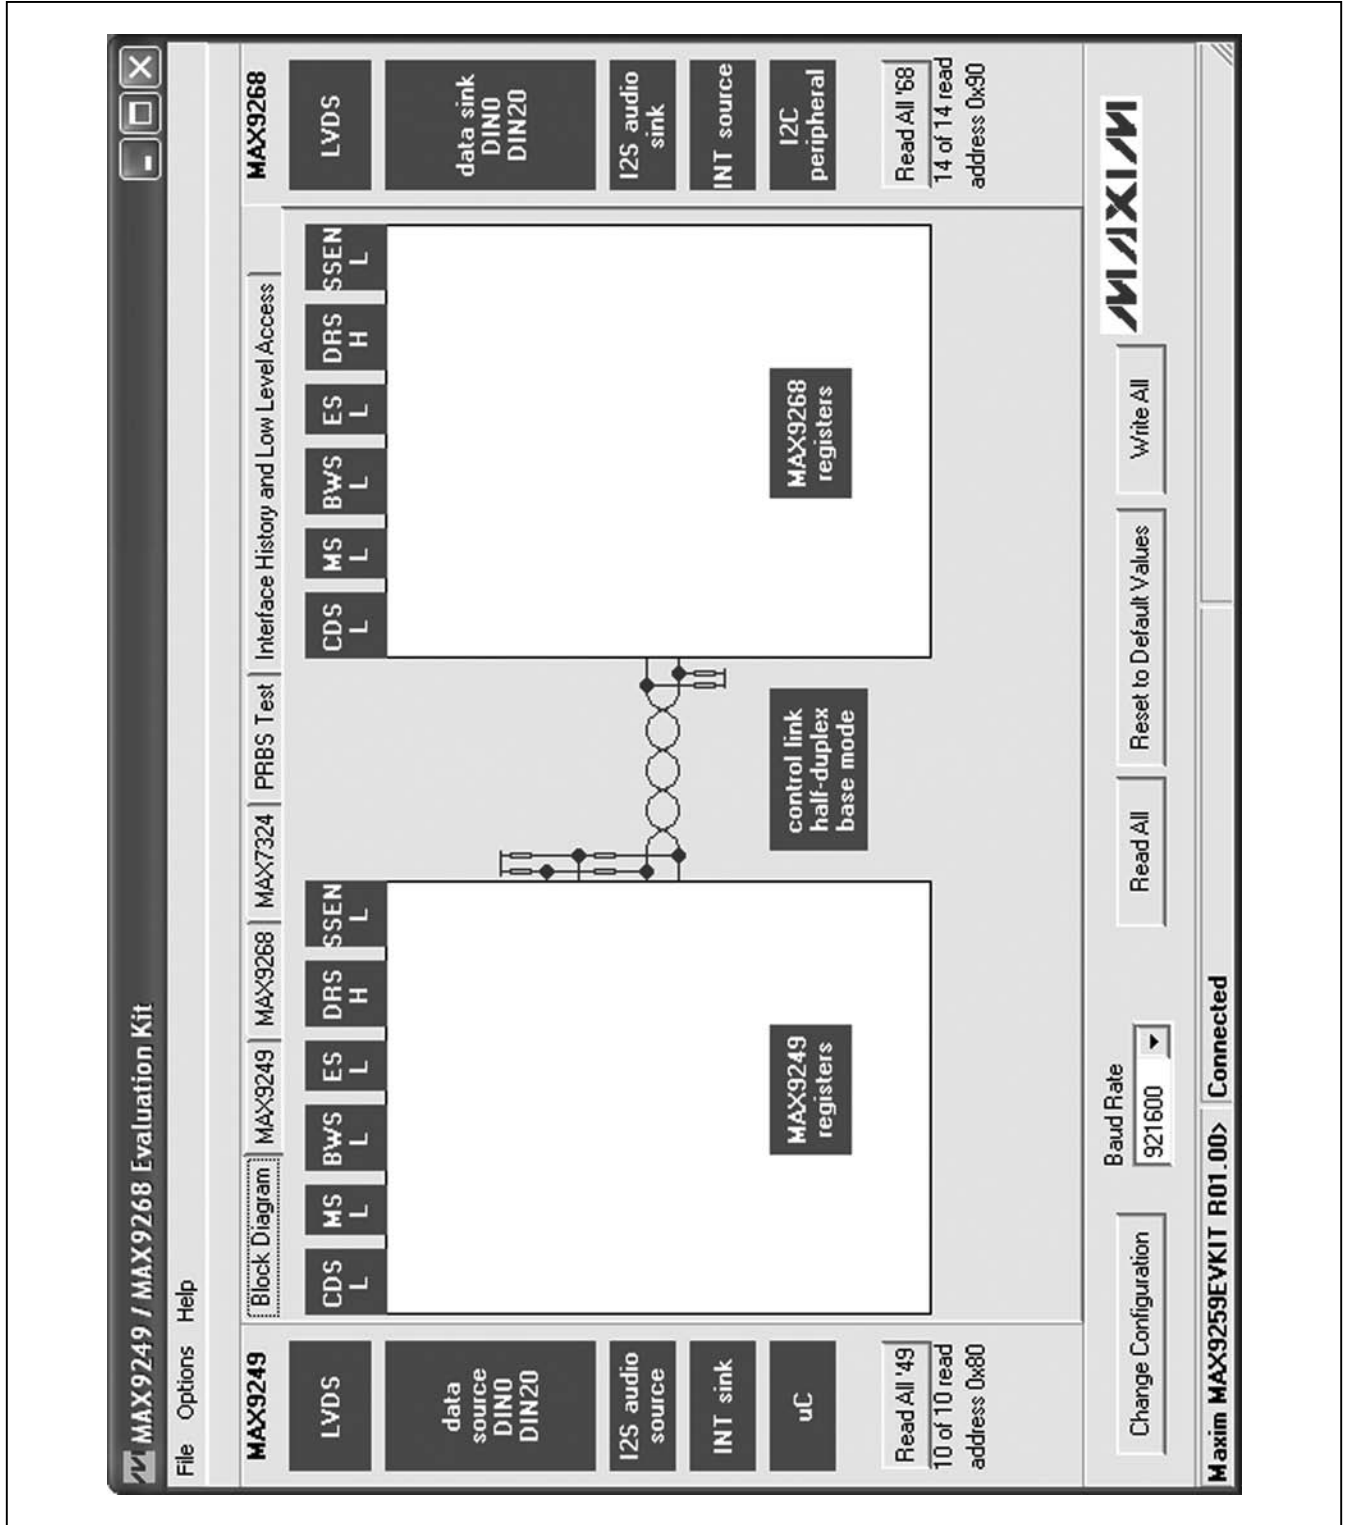 MAX9249 / MAX9268 Evaluation Kit
File Options Help
MAX9249
Block Diagram
MAX9249
MAX9268
MAX7324
PRBS Test
Interface History and Low Level Access
MAX9268
LVDS
data
source
DIN0
DIN20
I2S audio
source
INT sink
uC
Read All '49
10 of 10 read
address 0x80
CDS
L
MS
L
BWS
L
ES
L
DRS
H
SSEN
L
MAX9249
registers
control link
half-duplex
base mode
CDS
L
MS
L
BWS
L
ES
L
DRS
H
SSEN
L
MAX9268
registers
LVDS
data sink
DIN0
DIN20
I2S audio
sink
INT source
I2C
peripheral
Read All '68
14 of 14 read
address 0x90
Change Configuration
Baud Rate
921600
Read All
Reset to Default Values
Write All
MAXIM
Maxim MAX9259EVKIT R01.00>
Connected